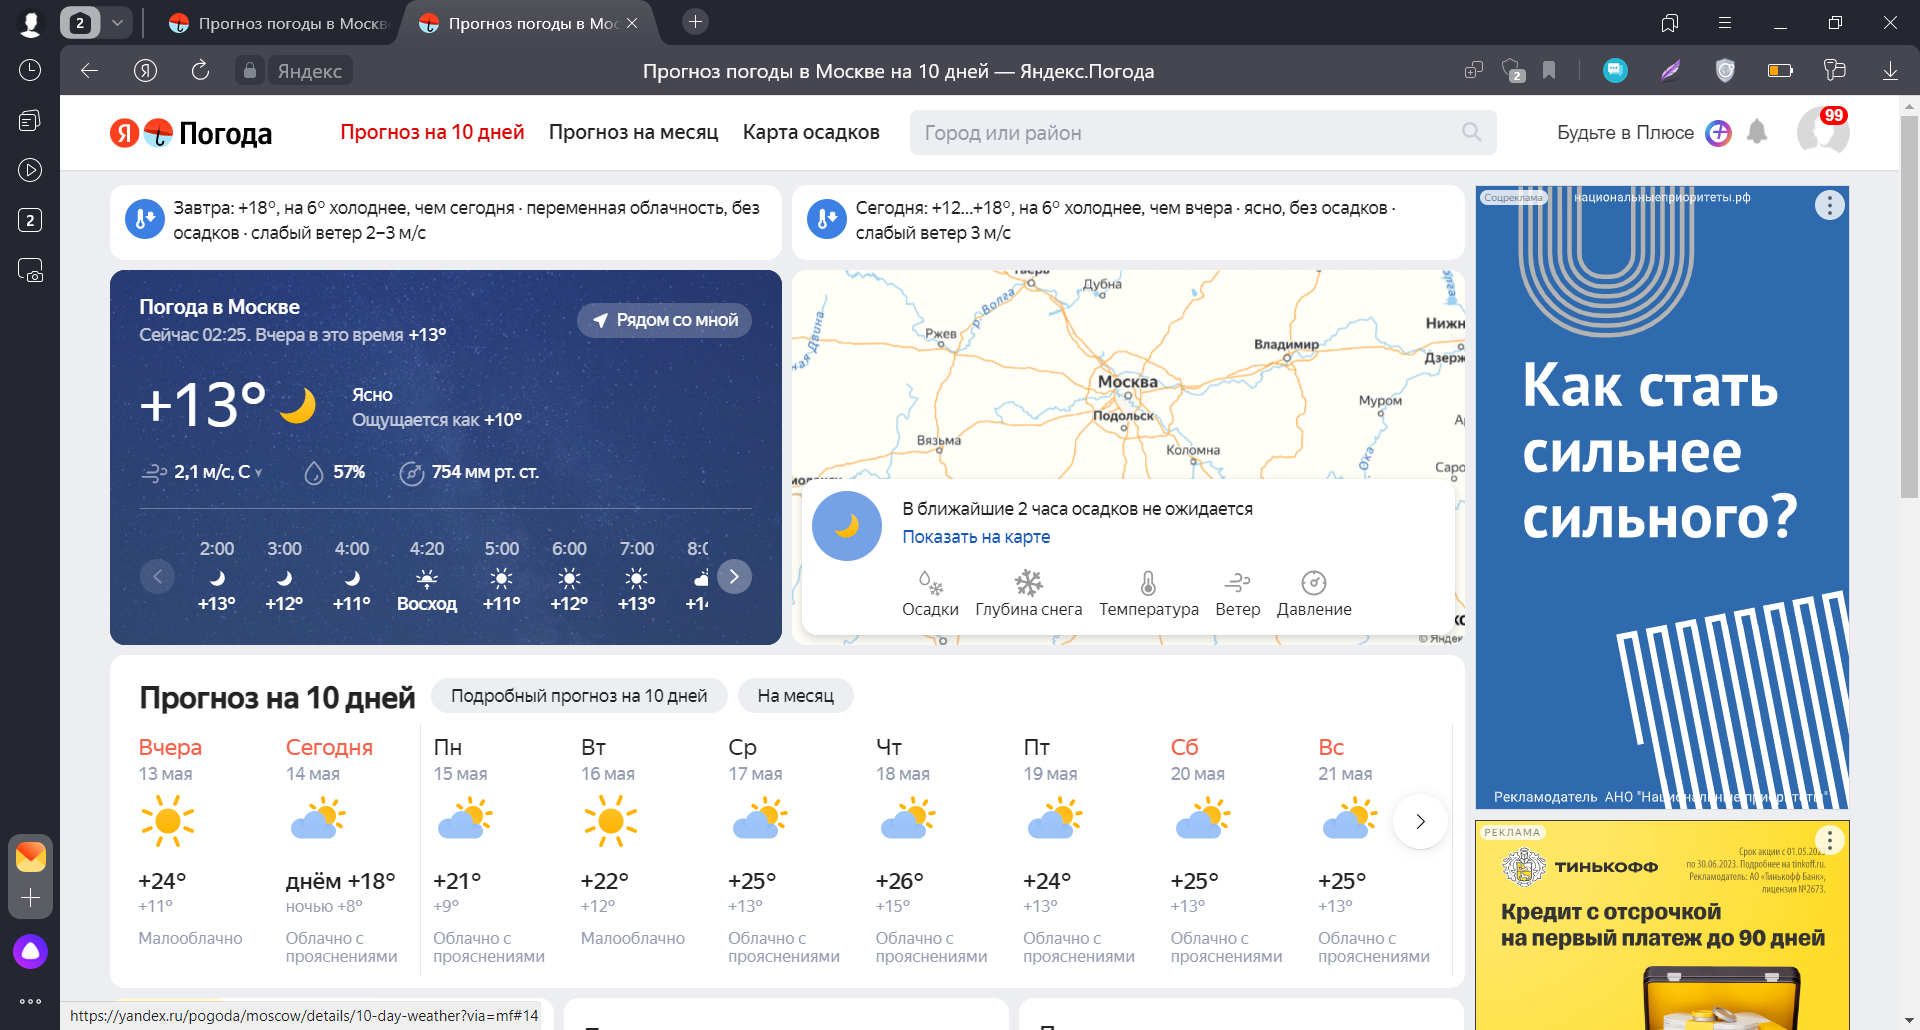 2
Прогноз погоды в Москв
Прогноз погоды в Мос
Яндекс
Прогноз погоды в Москве на 10 дней — Яндекс.Погода
2
2
Я Погода
Прогноз на 10 дней
Прогноз на месяц
Карта осадков
Город или район
Будьте в Плюсе
99
Завтра: +18°, на 6° холоднее, чем сегодня · переменная облачность, без
осадков · слабый ветер 2–3 м/с
Сегодня: +12...+18°, на 6° холоднее, чем вчера · ясно, без осадков ·
слабый ветер 3 м/с
Погода в Москве
Сейчас 02:25. Вчера в это время +13°
Рядом со мной
+13°
Ясно
Ощущается как +10°
2,1 м/с, С
57%
754 мм рт. ст.
2:00 3:00 4:00 4:20 5:00 6:00 7:00 8:0
+13° +12° +11° Восход +11° +12° +13° +14
Тверь
Дубна
р. Волга
Ржев
Владимир
Нижн
Дзерж
Москва
Подольск
Муром
Вязьма
Коломна
Ока
Саро
© Яндек
В ближайшие 2 часа осадков не ожидается
Показать на карте
Осадки
Глубина снега
Температура
Ветер
Давление
Прогноз на 10 дней
Подробный прогноз на 10 дней
На месяц
Вчера Сегодня Пн Вт Ср Чт Пт Сб Вс
13 мая 14 мая 15 мая 16 мая 17 мая 18 мая 19 мая 20 мая 21 мая
+24° днём +18° +21° +22° +25° +26° +24° +25° +25°
+11° ночью +8° +9° +12° +13° +15° +13° +13° +13°
Малооблачно Облачно с Облачно с Малооблачно Облачно с Облачно с Облачно с Облачно с Облачно с
прояснениями прояснениями прояснениями прояснениями прояснениями прояснениями прояснениями
https://yandex.ru/pogoda/moscow/details/10-day-weather?via=mf#14
Соцреклама
национальныеприоритеты.рф
Как стать
сильнее
сильного?
Рекламодатель АНО "Национальные приоритеты"
РЕКЛАМА
ТИНЬКОФФ
Срок акции с 01.05.202
по 30.06.2023. Подробнее на tinkoff.ru.
Рекламодатель: АО «Тинькофф Банк»,
лицензия №2673.
Кредит с отсрочкой
на первый платеж до 90 дней